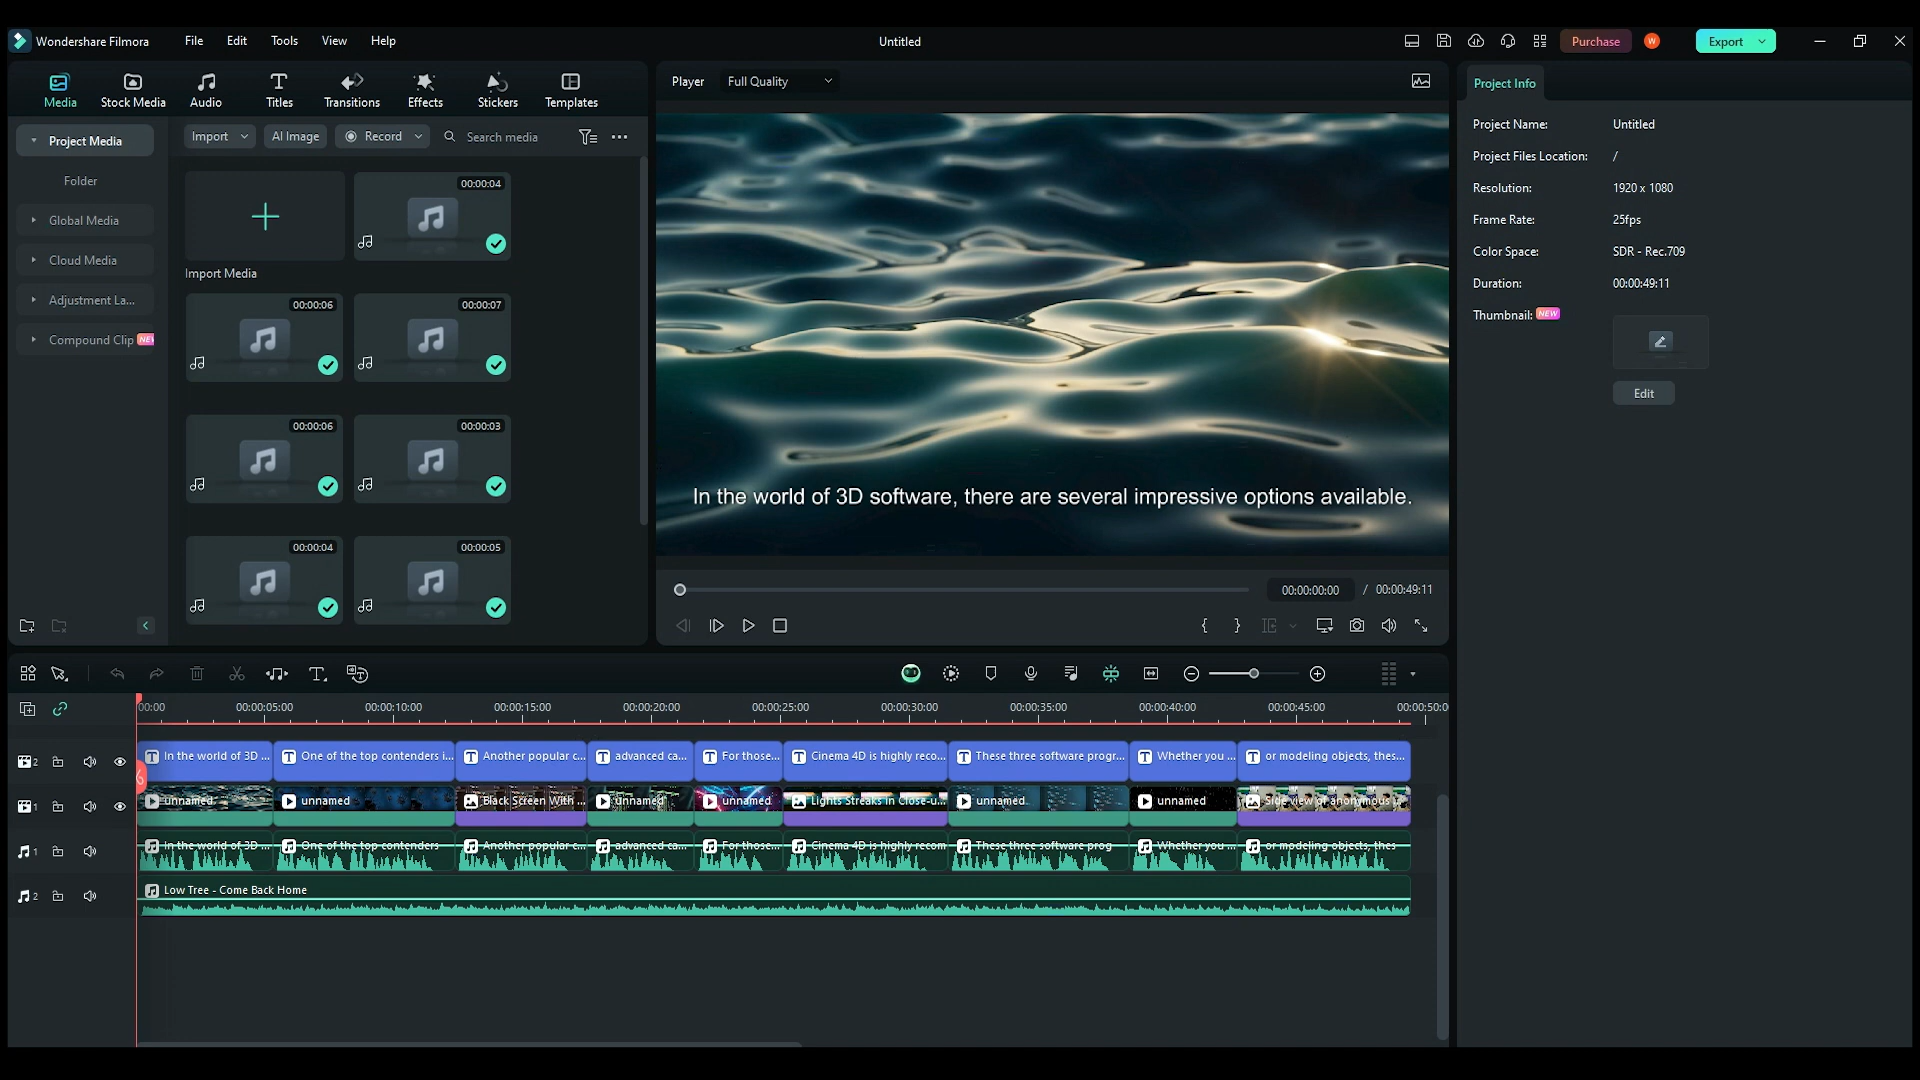 Wondershare Filmora
File
Edit
Tools
View
Help
Untitled
Purchase
W
Export
Media
Stock Media
Audio
Titles
Transitions
Effects
Stickers
Templates
Project Media
Folder
Global Media
Cloud Media
Adjustment La...
Compound Clip
Import
AI Image
Record
Search media
00:00:04
Import Media
00:00:06
00:00:07
00:00:06
00:00:03
00:00:04
00:00:05
Player
Full Quality
In the world of 3D software, there are several impressive options available.
00:00:00:00 / 00:00:49:11
Project Info
Project Name: Untitled
Project Files Location: /
Resolution: 1920 x 1080
Frame Rate: 25fps
Color Space: SDR - Rec.709
Duration: 00:00:49:11
Thumbnail: NEW
Edit
00:00
00:00:05:00
00:00:10:00
00:00:15:00
00:00:20:00
00:00:25:00
00:00:30:00
00:00:35:00
00:00:40:00
00:00:45:00
00:00:50:0
2
In the world of 3D ...
One of the top contenders i...
Another popular c...
advanced ca...
For those...
Cinema 4D is highly reco...
These three software progr...
Whether you ...
or modeling objects, thes...
1
unnamed
unnamed
Black Screen With ...
unnamed
unnamed
Lights Streaks in Close-u...
unnamed
unnamed
Side view of anonymous
1
In the world of 3D ...
One of the top contenders
Another popular c...
advanced ca...
For those...
Cinema 4D is highly recom
These three software prog
Whether you ...
or modeling objects, thes
2
Low Tree - Come Back Home